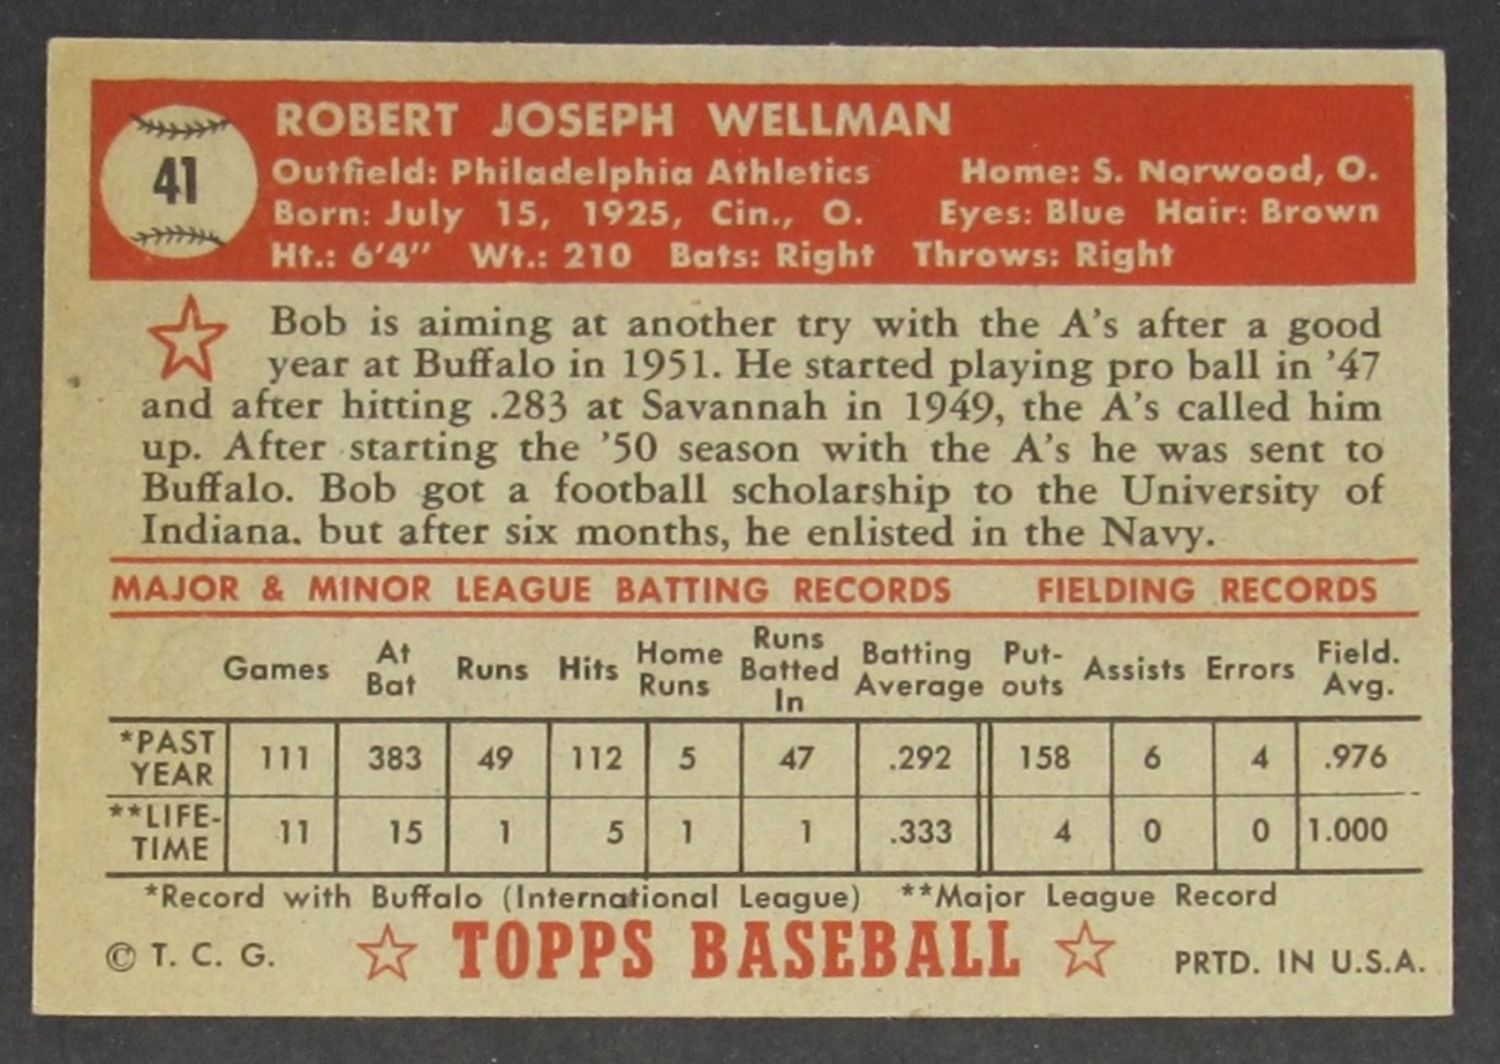 41
ROBERT JOSEPH WELLMAN
Outfield: Philadelphia Athletics Home: S. Norwood, O.
Born: July 15, 1925, Cin., O. Eyes: Blue Hair: Brown
Ht.: 6'4" Wt.: 210 Bats: Right Throws: Right
Bob is aiming at another try with the A's after a good
year at Buffalo in 1951. He started playing pro ball in '47
and after hitting .283 at Savannah in 1949, the A's called him
up. After starting the '50 season with the A's he was sent to
Buffalo. Bob got a football scholarship to the University of
Indiana. but after six months, he enlisted in the Navy.
MAJOR & MINOR LEAGUE BATTING RECORDS FIELDING RECORDS
Games At Bat Runs Hits Home Runs Runs Batted In Batting Average Put-outs Assists Errors Field. Avg.
*PAST YEAR 111 383 49 112 5 47 .292 158 6 4 .976
**LIFE-TIME 11 15 1 5 1 1 .333 4 0 0 1.000
*Record with Buffalo (International League) **Major League Record
© T. C. G. TOPPS BASEBALL PRTD. IN U.S.A.